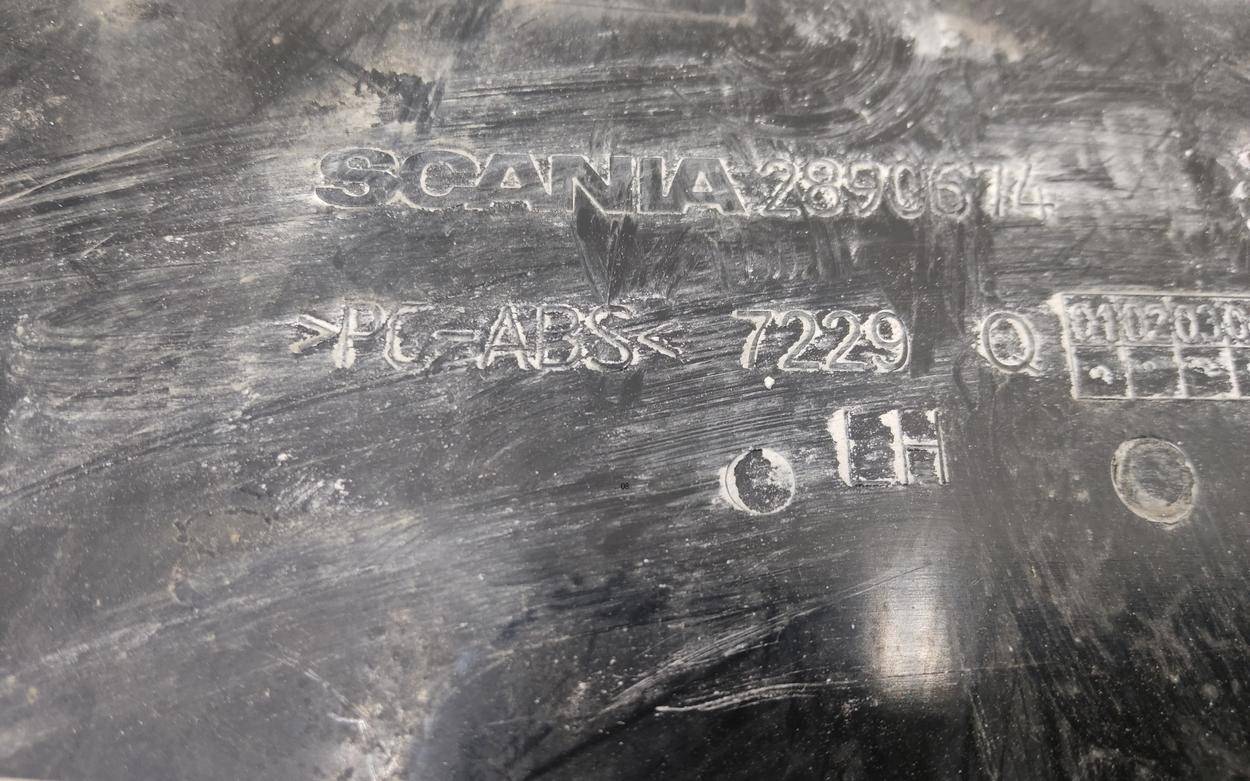 SCANIA 2890674
>PC-ABS< 7229 Q
LH